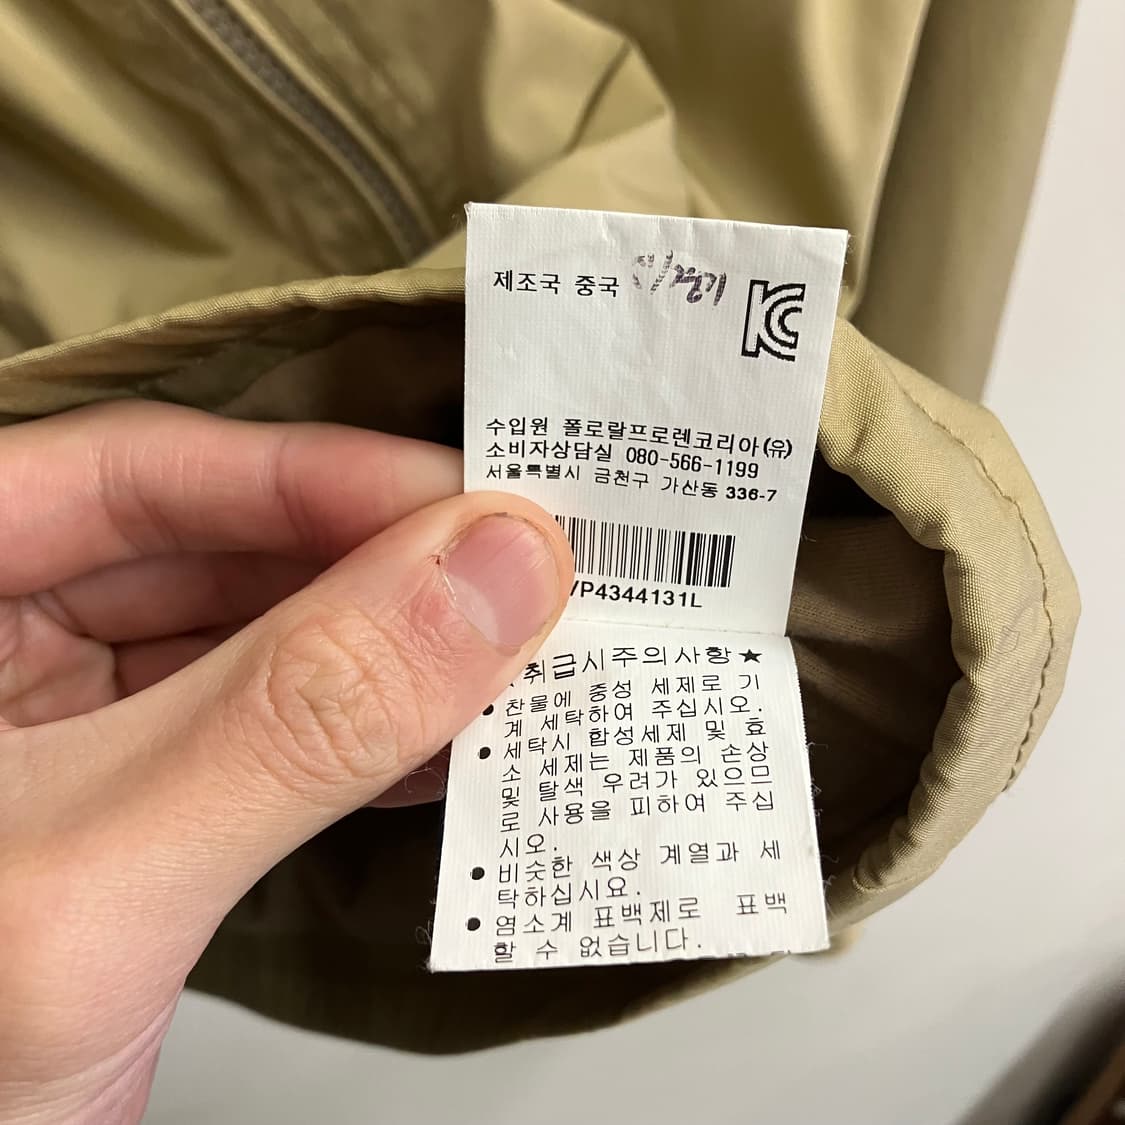 제조국 중국
KC
수입원 폴로랄프로렌코리아(유)
소비자상담실 080-566-1199
서울특별시 금천구 가산동 336-7
VP4344131L
취급시주의사항★
● 찬물에 중성 세제로 기
계 세탁하여 주십시오.
● 세탁시 합성세제 및 효
소 세제는 제품의 손상
및 탈색 우려가 있으므
로 사용을 피하여 주십
시오.
● 비슷한 색상 계열과 세
탁하십시요.
● 염소계 표백제로 표백
할 수 없습니다.